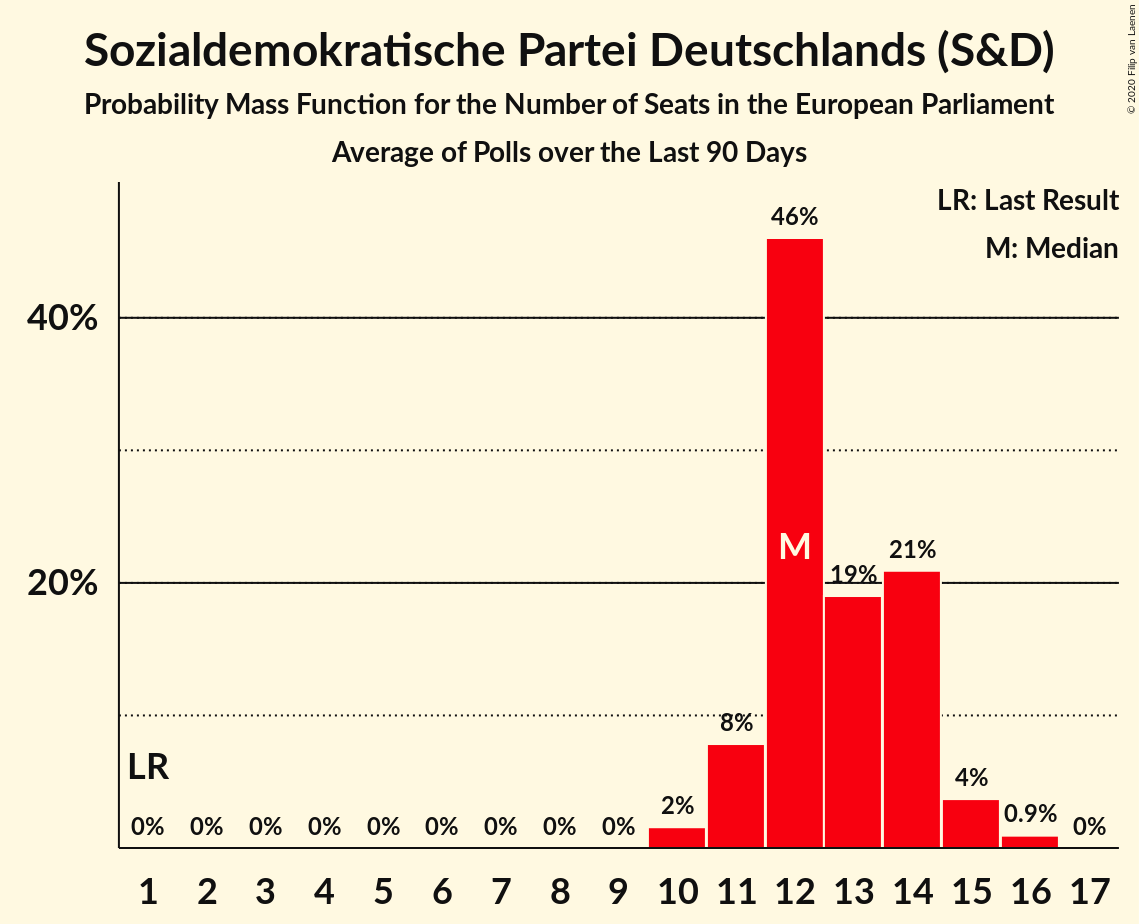 Sozialdemokratische Partei Deutschlands (S&D)
Probability Mass Function for the Number of Seats in the European Parliament
Average of Polls over the Last 90 Days
© 2020 Filip van Laenen
LR: Last Result
M: Median
46%
40%
M
21%
19%
20%
8%
LR
4%
2%
0.9%
0% 0% 0% 0% 0% 0% 0% 0% 0% 0%
1 2 3 4 5 6 7 8 9 10 11 12 13 14 15 16 17